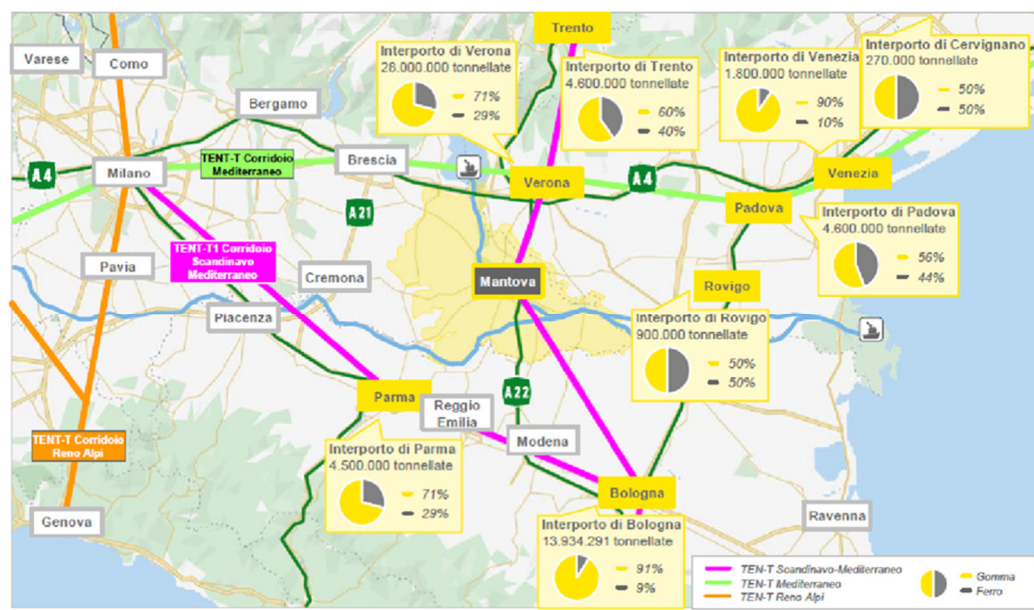 Trento
Interporto di Verona
28.000.000 tonnellate
71%
29%
Interporto di Trento
4.600.000 tonnellate
60%
40%
Interporto di Venezia
1.800.000 tonnellate
90%
10%
Interporto di Cervignano
270.000 tonnellate
50%
50%
Varese
Como
Bergamo
A4
Milano
TENT-T Corridoio
Mediterraneo
Brescia
Verona
A4
Venezia
Padova
A21
Interporto di Padova
4.600.000 tonnellate
56%
44%
TENT-T1 Corridoio
Scandinavo
Mediterraneo
Pavia
Cremona
Mantova
Rovigo
Piacenza
Interporto di Rovigo
900.000 tonnellate
50%
50%
A22
Parma
Reggio
Emilia
Modena
TENT-T Corridoio
Reno Alpi
Interporto di Parma
4.500.000 tonnellate
71%
29%
Bologna
Genova
Ravenna
Interporto di Bologna
13.934.291 tonnellate
91%
9%
TEN-T Scandinavo-Mediterraneo
TEN-T Mediterraneo
TEN-T Reno Alpi
Gomma
Ferro